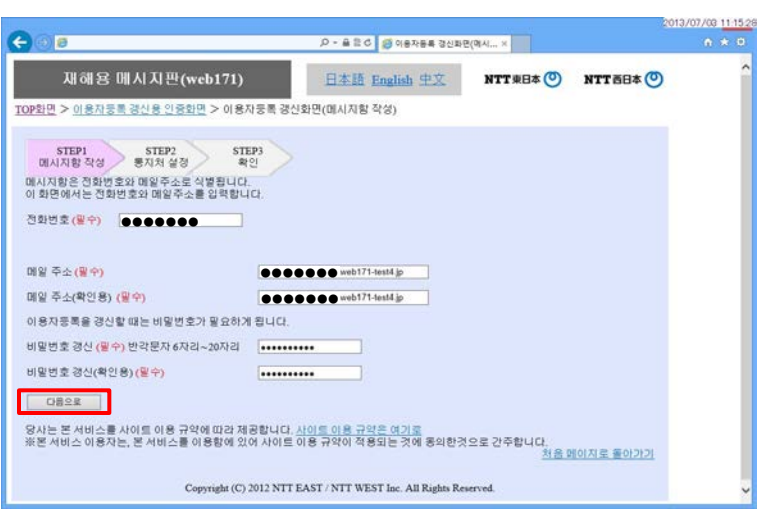 2013/07/03 11:15:28
이용자등록 갱신화면(메시...
재해용 메시지판(web171)
日本語 English 中文
NTT東日本
NTT西日本
TOP화면 > 이용자등록 갱신용 인증화면 > 이용자등록 갱신화면(메시지함 작성)
STEP1 STEP2 STEP3
메시지함 작성 통지처 설정 확인
메시지함은 전화번호와 메일주소로 식별됩니다.
이 화면에서는 전화번호와 메일주소를 입력합니다.
전화번호 (필수) ●●●●●●●
메일 주소 (필수) ●●●●●●●web171-test4.jp
메일 주소(확인용) (필수) ●●●●●●●web171-test4.jp
이용자등록을 갱신할 때는 비밀번호가 필요하게 됩니다.
비밀번호 갱신 (필수) 반각문자 6자리~20자리 ••••••••••
비밀번호 갱신(확인용) (필수) ••••••••••
다음으로
당사는 본 서비스를 사이트 이용 규약에 따라 제공합니다. 사이트 이용 규약은 여기로
※본 서비스 이용자는, 본 서비스를 이용함에 있어 사이트 이용 규약이 적용되는 것에 동의한것으로 간주합니다.
처음 페이지로 돌아가기
Copyright (C) 2012 NTT EAST / NTT WEST Inc. All Rights Reserved.